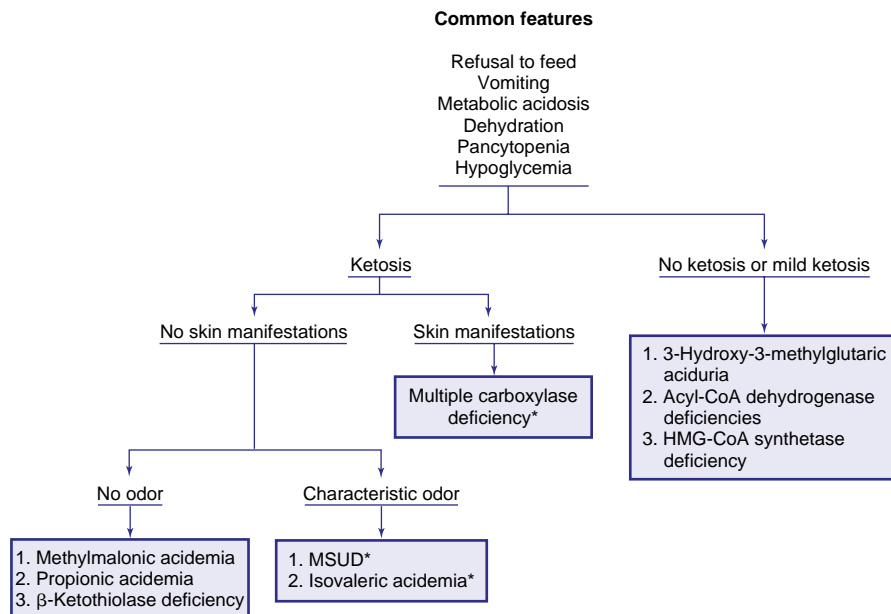 Common features
Refusal to feed
Vomiting
Metabolic acidosis
Dehydration
Pancytopenia
Hypoglycemia
Ketosis
No ketosis or mild ketosis
No skin manifestations
Skin manifestations
Multiple carboxylase
deficiency*
1. 3-Hydroxy-3-methylglutaric
aciduria
2. Acyl-CoA dehydrogenase
deficiencies
3. HMG-CoA synthetase
deficiency
No odor
Characteristic odor
1. Methylmalonic acidemia
2. Propionic acidemia
3. β-Ketothiolase deficiency
1. MSUD*
2. Isovaleric acidemia*